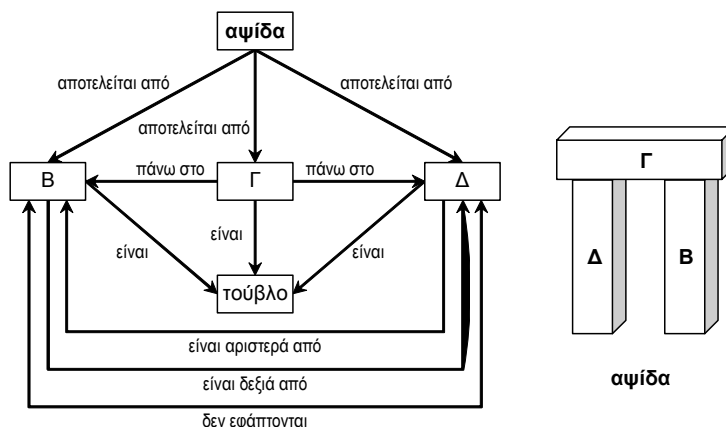 αψίδα
αποτελείται από
αποτελείται από
αποτελείται από
Β
πάνω στο
Γ
πάνω στο
Δ
είναι
είναι
είναι
τούβλο
είναι αριστερά από
είναι δεξιά από
δεν εφάπτονται
Γ
Δ
Β
αψίδα